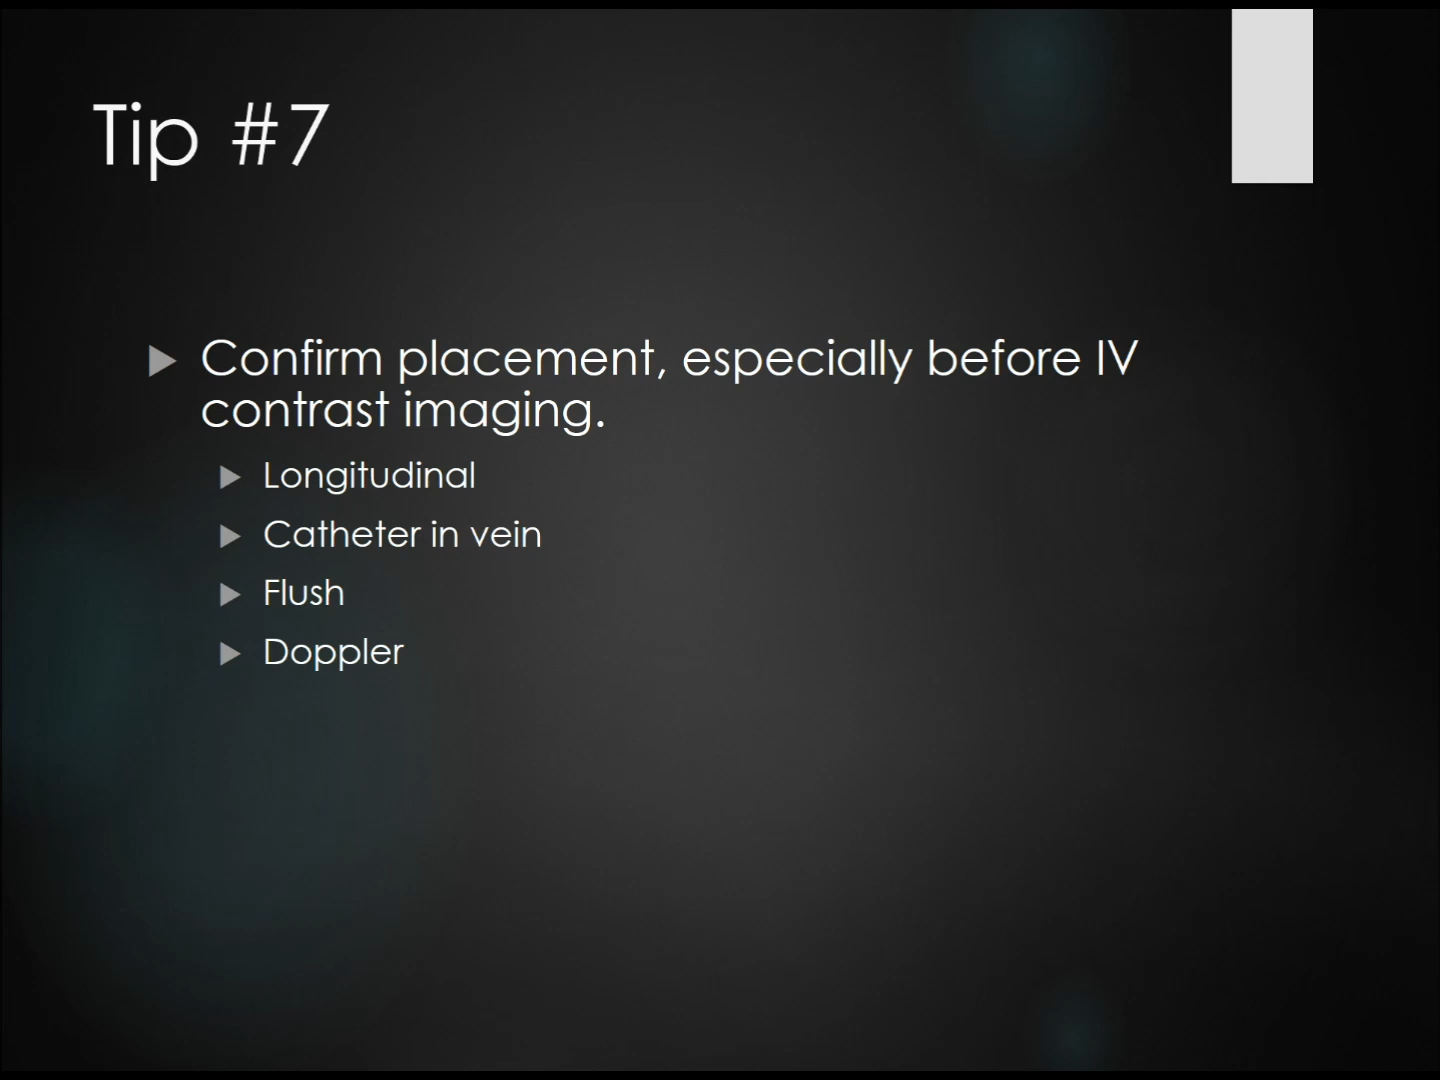 Tip #7
Confirm placement, especially before IV
contrast imaging.
Longitudinal
Catheter in vein
Flush
Doppler